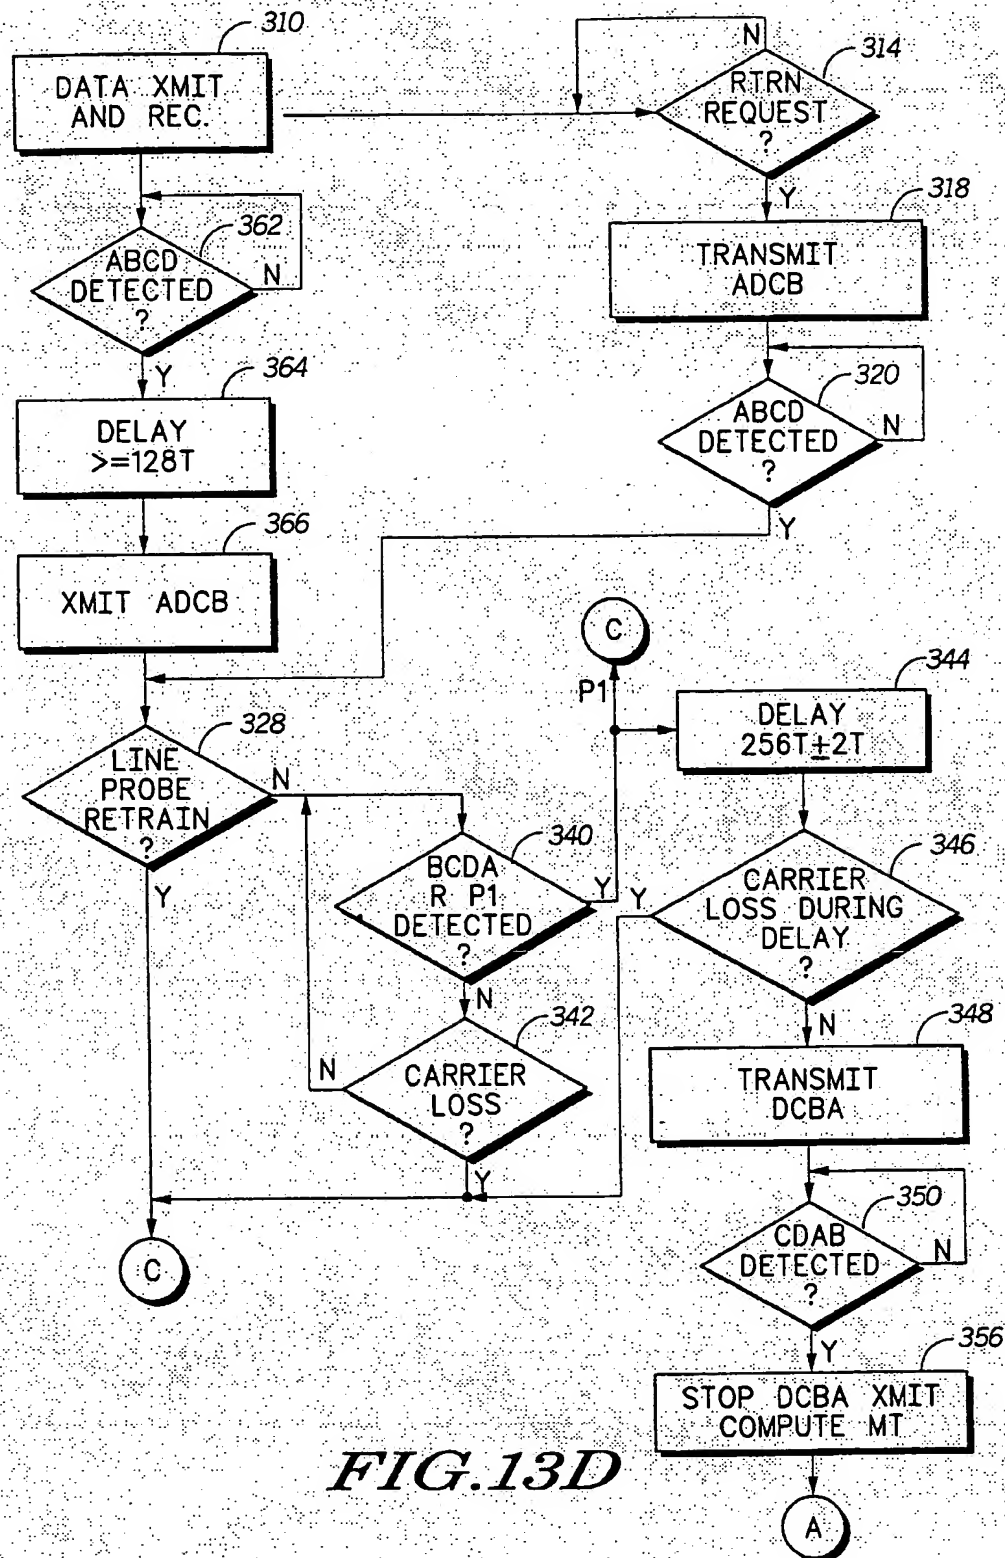 310
DATA XMIT
AND REC.
N
314
RTRN
REQUEST
?
Y
318
TRANSMIT
ADCB
362
ABCD
DETECTED
?
N
Y
320
ABCD
DETECTED
?
N
Y
364
DELAY
>=128T
366
XMIT ADCB
C
P1
344
DELAY
256T±2T
328
LINE
PROBE
RETRAIN
?
N
Y
340
BCDA
R P1
DETECTED
?
Y
N
346
CARRIER
LOSS DURING
DELAY
?
Y
N
342
CARRIER
LOSS
?
N
Y
348
TRANSMIT
DCBA
350
CDAB
DETECTED
?
N
Y
C
356
STOP DCBA XMIT
COMPUTE MT
A
FIG.13D